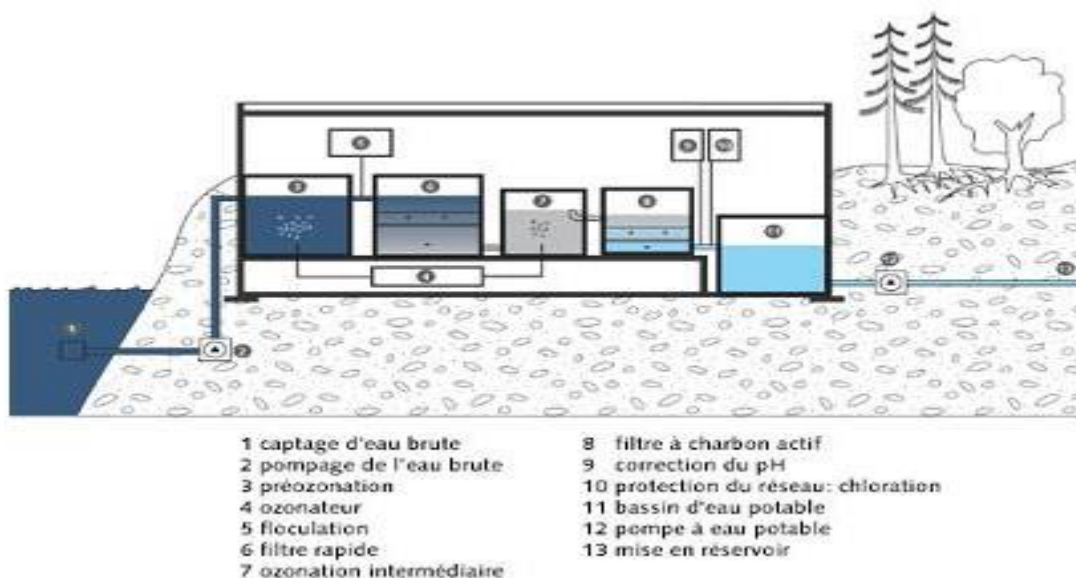 1 captage d'eau brute
2 pompage de l'eau brute
3 préozonation
4 ozonateur
5 floculation
6 filtre rapide
7 ozonation intermédiaire
8 filtre à charbon actif
9 correction du pH
10 protection du réseau: chloration
11 bassin d'eau potable
12 pompe à eau potable
13 mise en réservoir